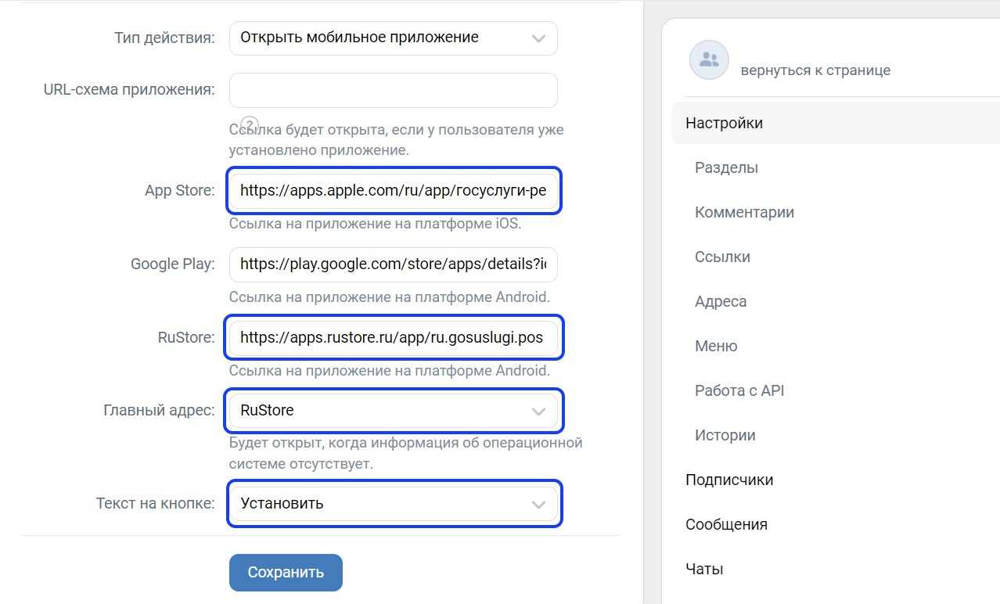 Тип действия: Открыть мобильное приложение
URL-схема приложения:
?
Ссылка будет открыта, если у пользователя уже
установлено приложение.
App Store: https://apps.apple.com/ru/app/госуслуги-ре
Ссылка на приложение на платформе iOS.
Google Play: https://play.google.com/store/apps/details?id
Ссылка на приложение на платформе Android.
RuStore: https://apps.rustore.ru/app/ru.gosuslugi.pos
Ссылка на приложение на платформе Android.
Главный адрес: RuStore
Будет открыт, когда информация об операционной
системе отсутствует.
Текст на кнопке: Установить
Сохранить
вернуться к странице
Настройки
Разделы
Комментарии
Ссылки
Адреса
Меню
Работа с API
Истории
Подписчики
Сообщения
Чаты